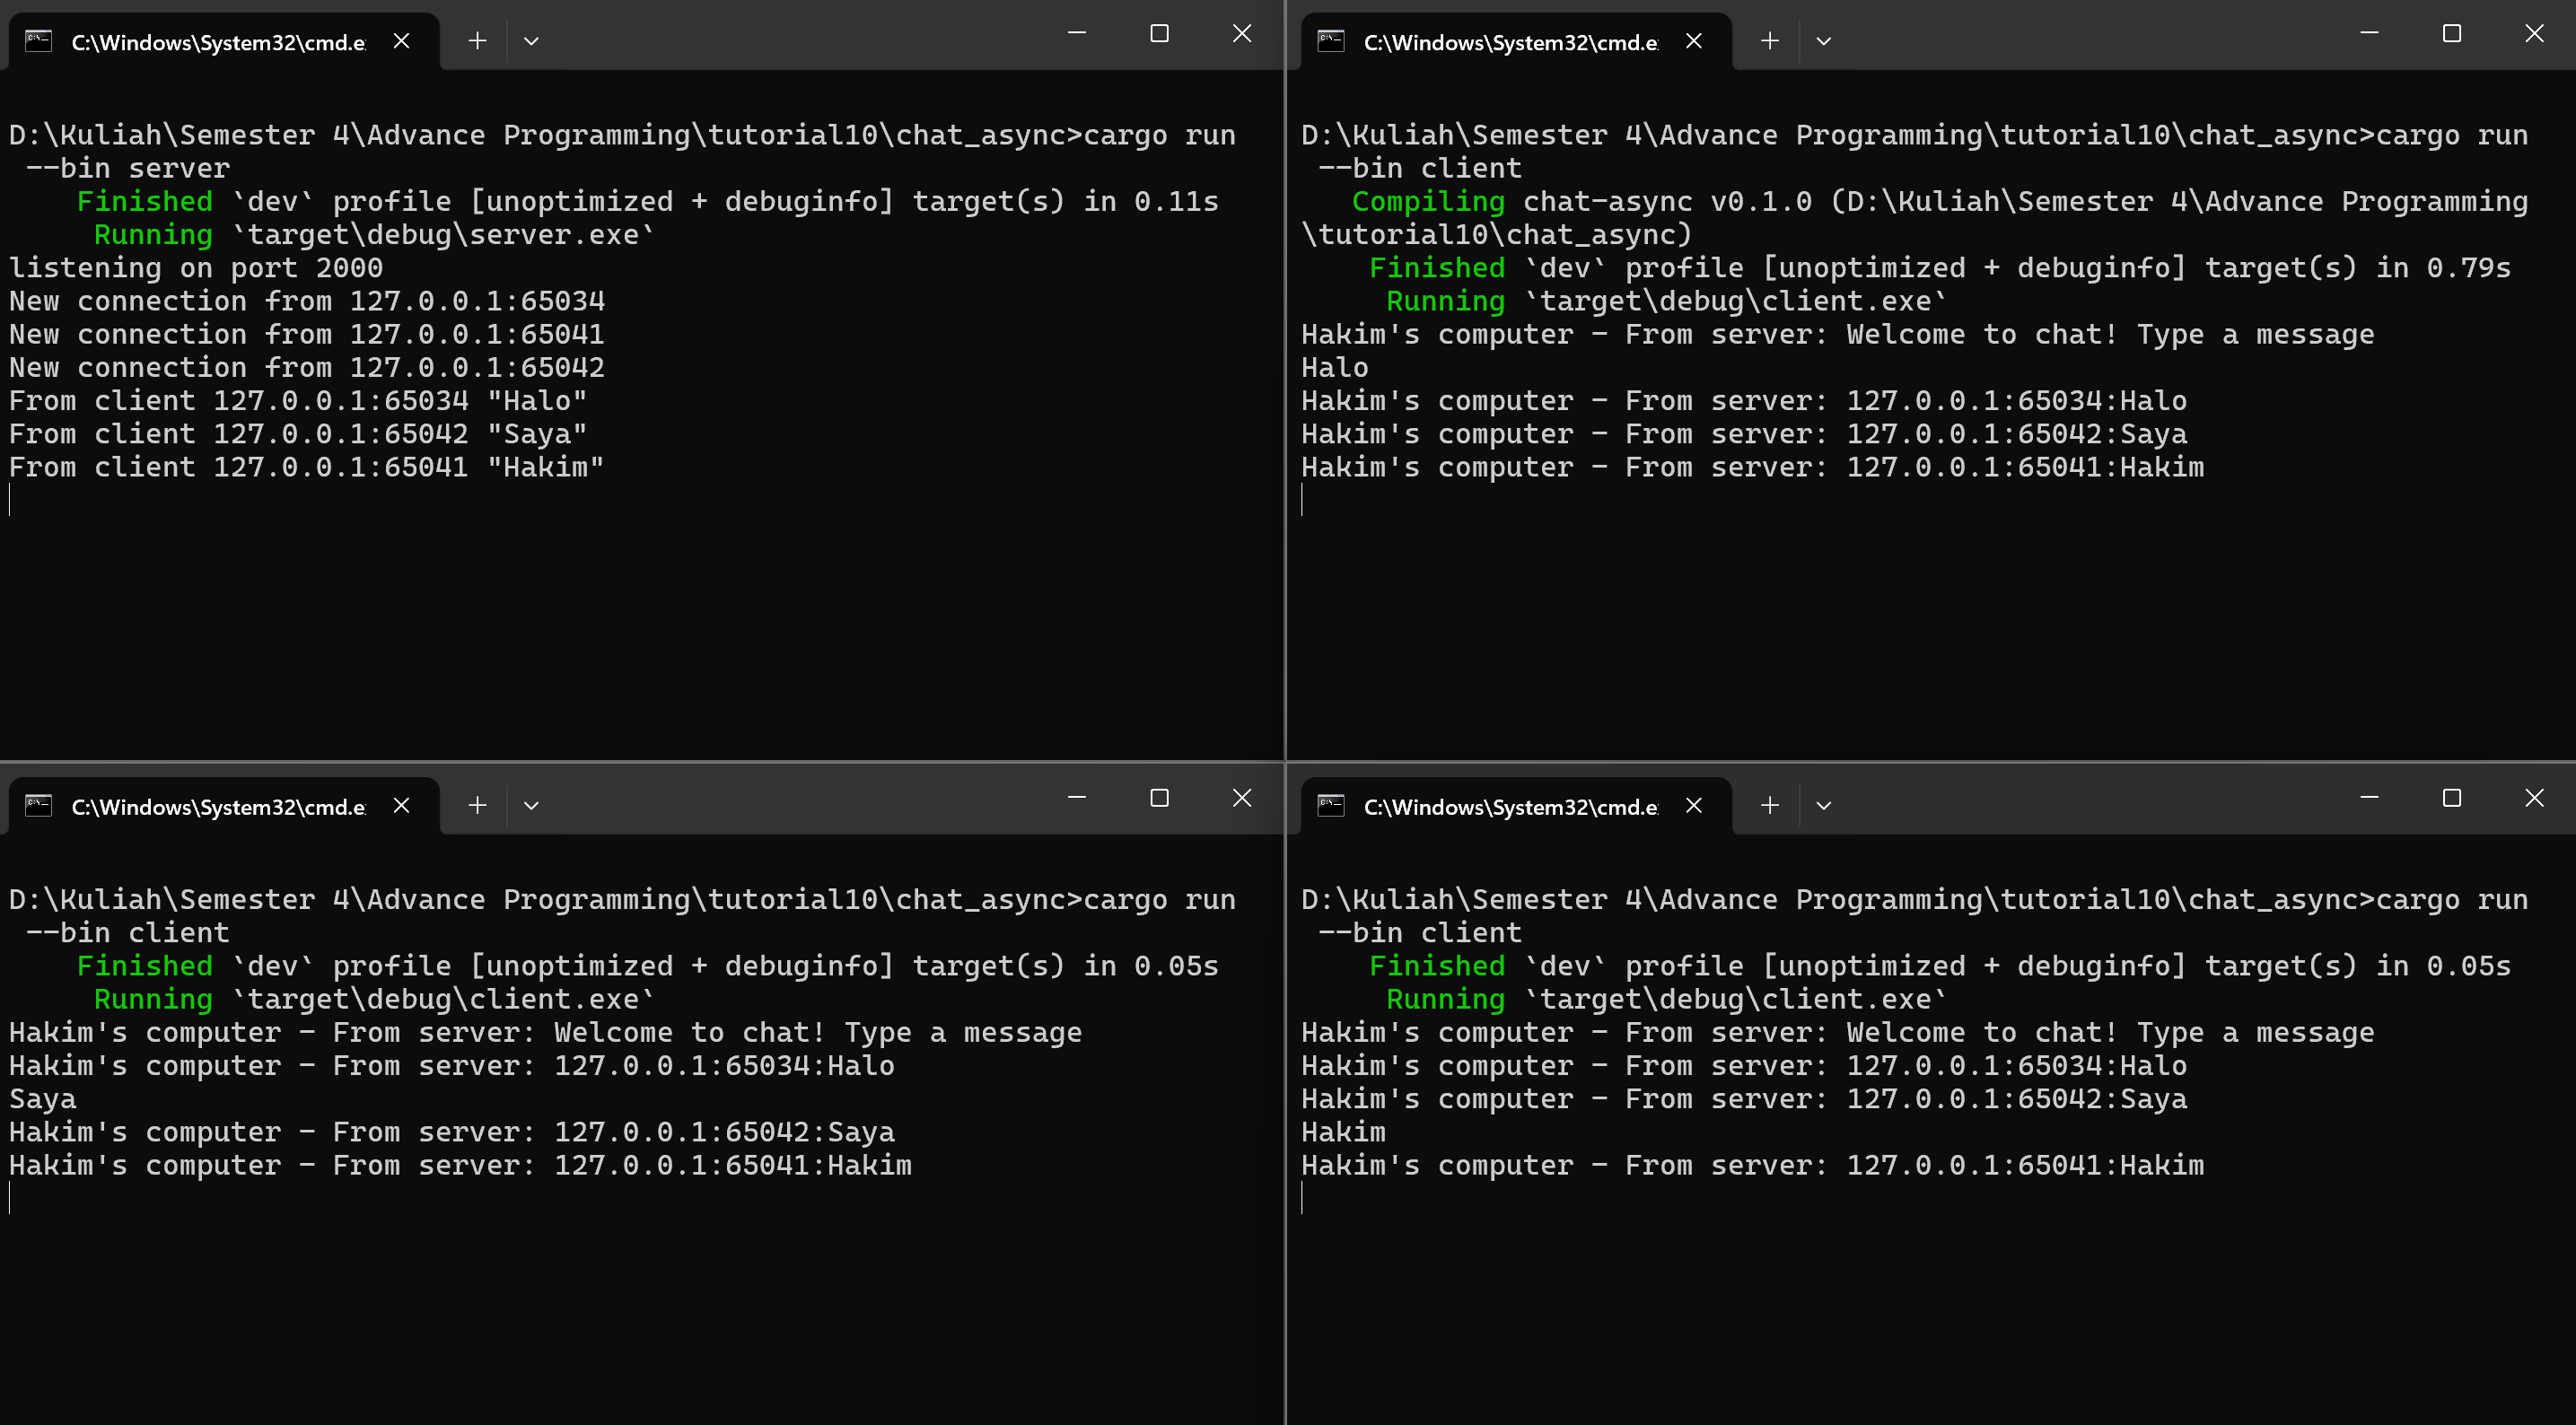 C:\Windows\System32\cmd.e
D:\Kuliah\Semester 4\Advance Programming\tutorial10\chat_async>cargo run
--bin server
Finished `dev` profile [unoptimized + debuginfo] target(s) in 0.11s
Running `target\debug\server.exe`
listening on port 2000
New connection from 127.0.0.1:65034
New connection from 127.0.0.1:65041
New connection from 127.0.0.1:65042
From client 127.0.0.1:65034 "Halo"
From client 127.0.0.1:65042 "Saya"
From client 127.0.0.1:65041 "Hakim"
C:\Windows\System32\cmd.e
D:\Kuliah\Semester 4\Advance Programming\tutorial10\chat_async>cargo run
--bin client
Compiling chat-async v0.1.0 (D:\Kuliah\Semester 4\Advance Programming
\tutorial10\chat_async)
Finished `dev` profile [unoptimized + debuginfo] target(s) in 0.79s
Running `target\debug\client.exe`
Hakim's computer - From server: Welcome to chat! Type a message
Halo
Hakim's computer - From server: 127.0.0.1:65034:Halo
Hakim's computer - From server: 127.0.0.1:65042:Saya
Hakim's computer - From server: 127.0.0.1:65041:Hakim
C:\Windows\System32\cmd.e
D:\Kuliah\Semester 4\Advance Programming\tutorial10\chat_async>cargo run
--bin client
Finished `dev` profile [unoptimized + debuginfo] target(s) in 0.05s
Running `target\debug\client.exe`
Hakim's computer - From server: Welcome to chat! Type a message
Hakim's computer - From server: 127.0.0.1:65034:Halo
Saya
Hakim's computer - From server: 127.0.0.1:65042:Saya
Hakim's computer - From server: 127.0.0.1:65041:Hakim
C:\Windows\System32\cmd.e
D:\Kuliah\Semester 4\Advance Programming\tutorial10\chat_async>cargo run
--bin client
Finished `dev` profile [unoptimized + debuginfo] target(s) in 0.05s
Running `target\debug\client.exe`
Hakim's computer - From server: Welcome to chat! Type a message
Hakim's computer - From server: 127.0.0.1:65034:Halo
Hakim's computer - From server: 127.0.0.1:65042:Saya
Hakim
Hakim's computer - From server: 127.0.0.1:65041:Hakim